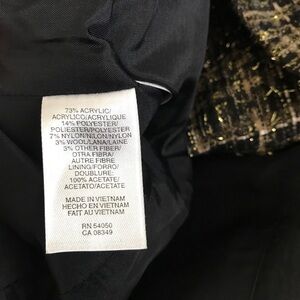 73% ACRYLIC/
ACRYLICO/ACRYLIQUE
14% POLYESTER/
POLIESTER/POLYESTER
7% NYLON/NILON/NYLON
3% WOOL/LANA/LAINE
3% OTHER FIBER/
OTRA FIBRA/
AUTRE FIBRE
LINING/FORRO/
DOUBLURE:
100% ACETATE/
ACETATO/ACETATE
MADE IN VIETNAM
HECHO EN VIETNAM
FAIT AU VIETNAM
RN 54050
CA 08349